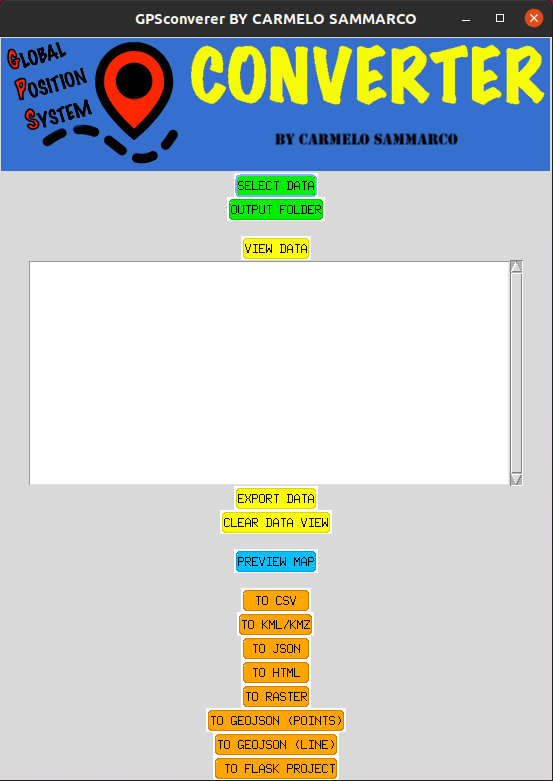 GPSconverer BY CARMELO SAMMARCO
GLOBAL
POSITION
SYSTEM
CONVERTER
BY CARMELO SAMMARCO
SELECT DATA
OUTPUT FOLDER
VIEW DATA
EXPORT DATA
CLEAR DATA VIEW
PREVIEW MAP
TO CSV
TO KML/KMZ
TO JSON
TO HTML
TO RASTER
TO GEOJSON (POINTS)
TO GEOJSON (LINE)
TO FLASK PROJECT